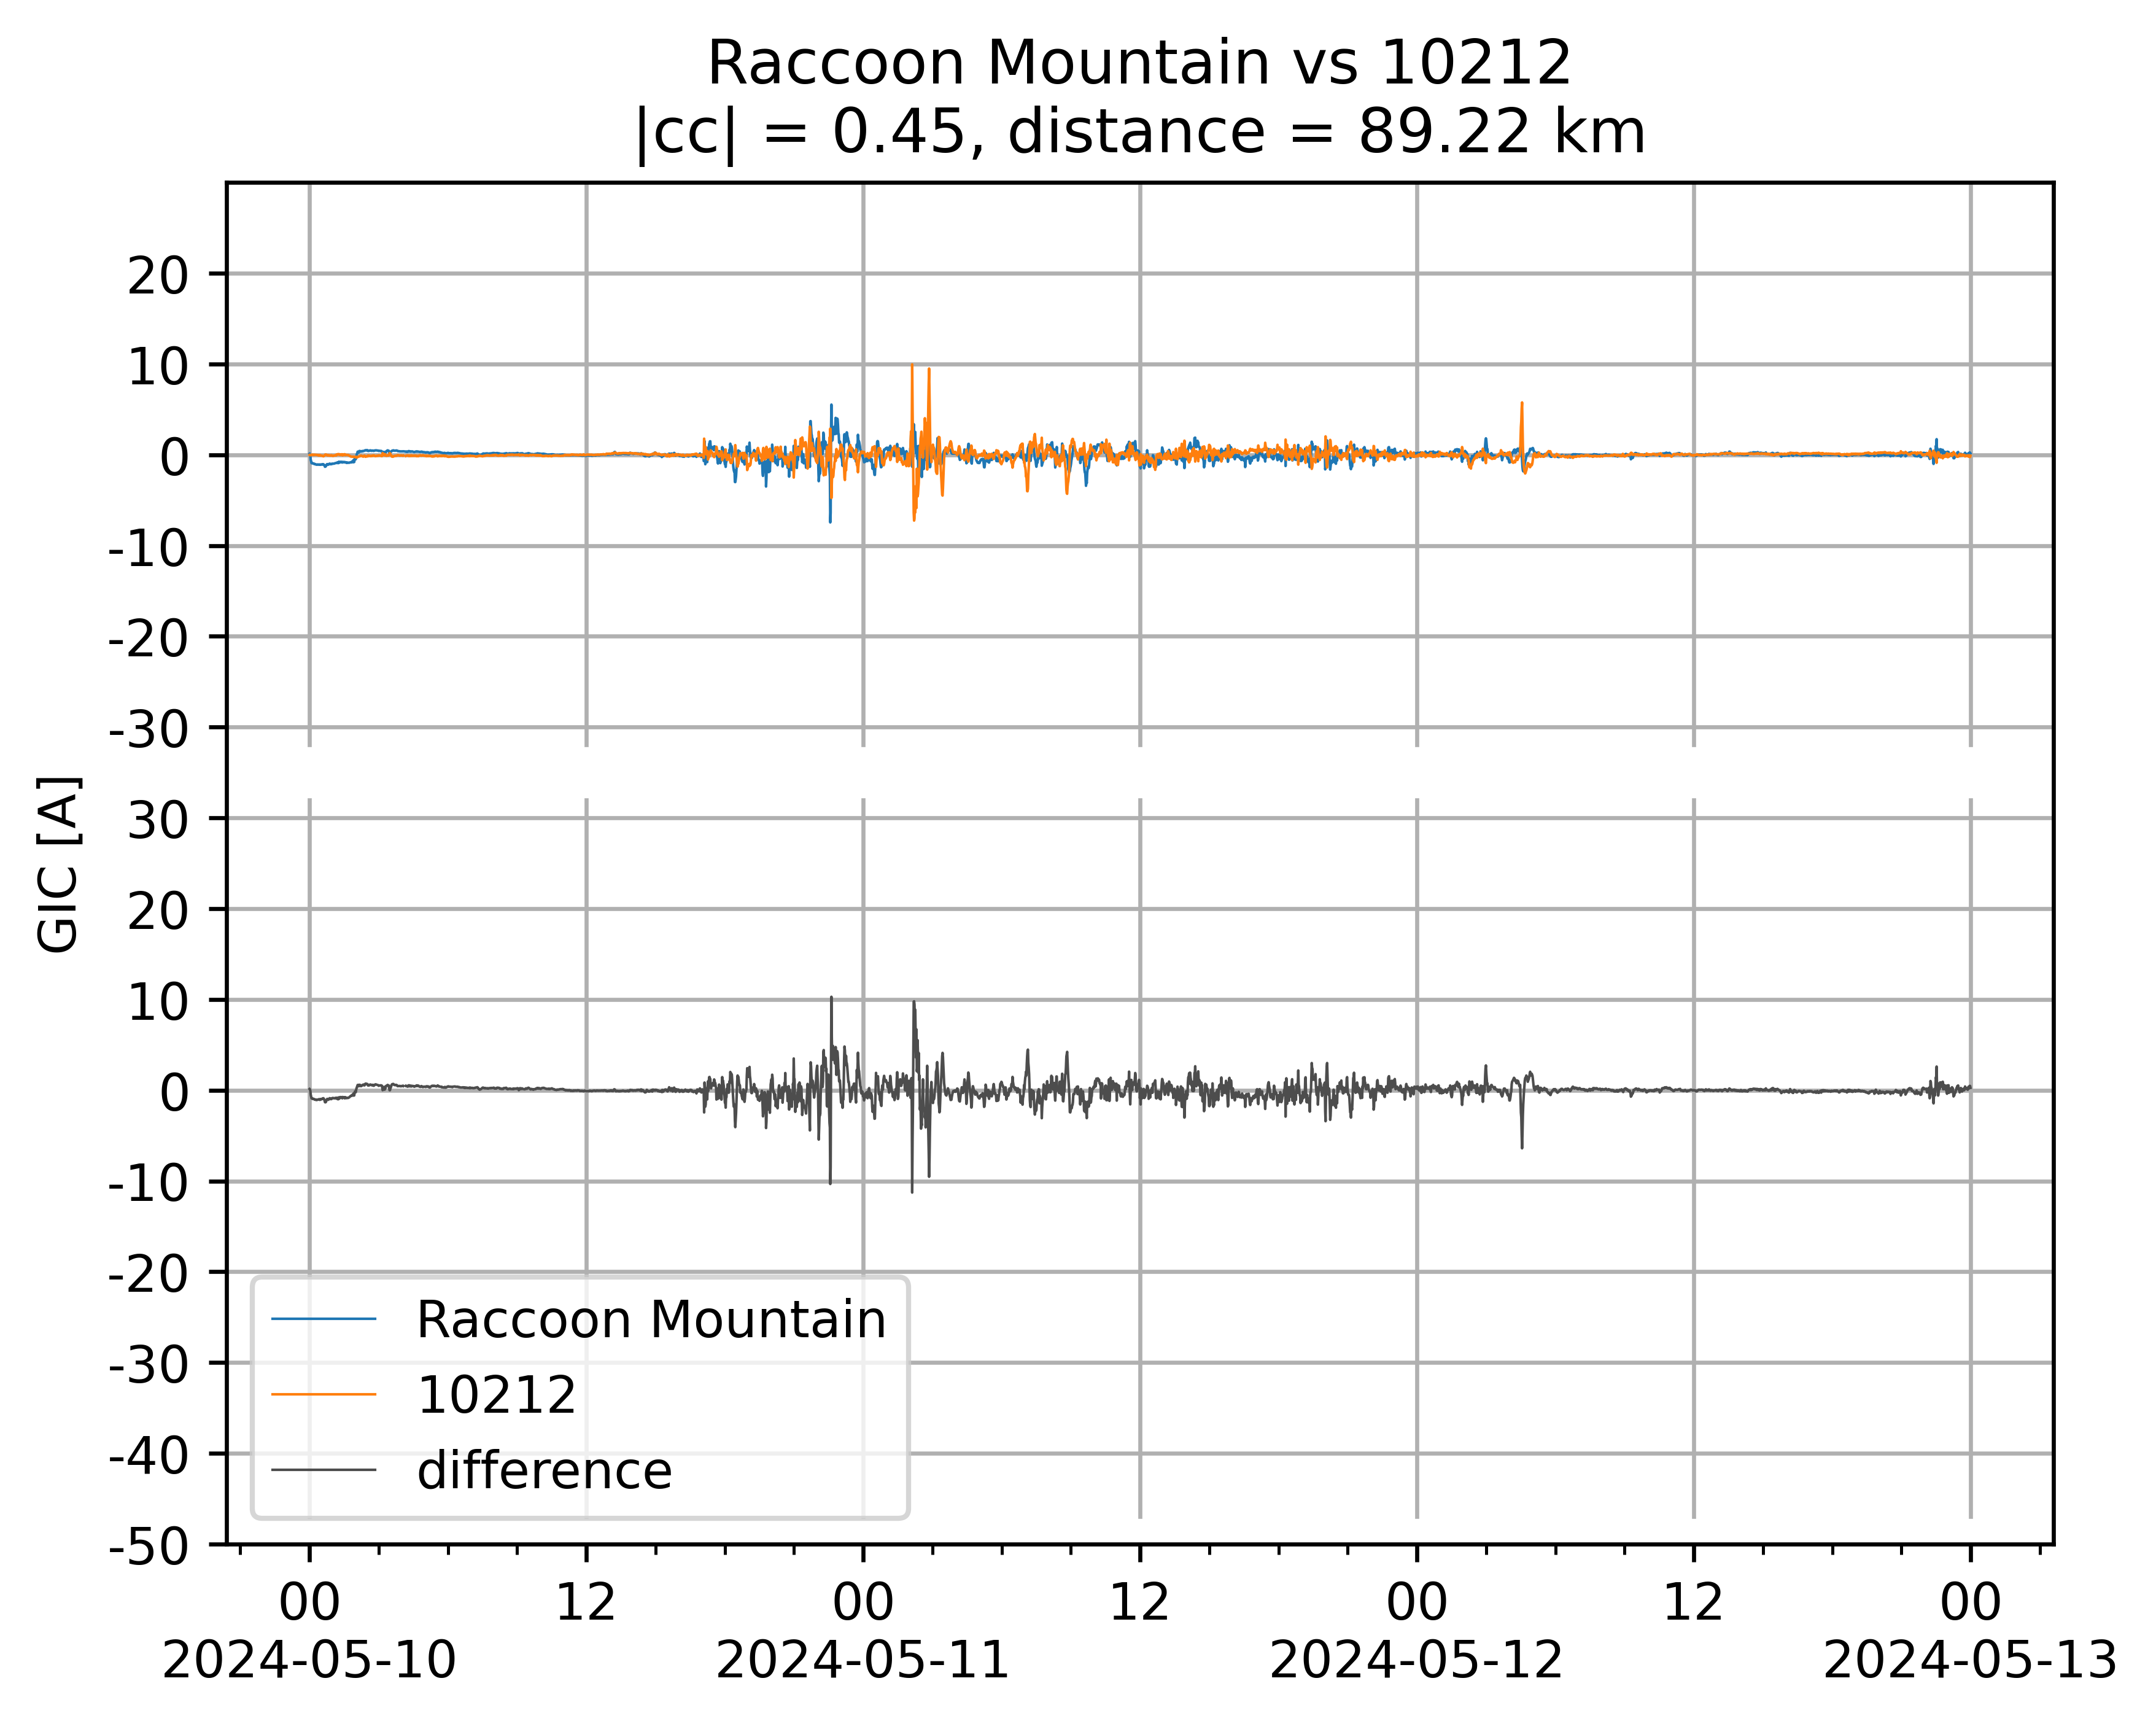 Raccoon Mountain vs 10212
|cc| = 0.45, distance = 89.22 km
GIC [A]
20
10
0
-10
-20
-30
30
20
10
0
-10
-20
-30
-40
-50
Raccoon Mountain
10212
difference
00 12 00 12 00 12 00
2024-05-10 2024-05-11 2024-05-12 2024-05-13